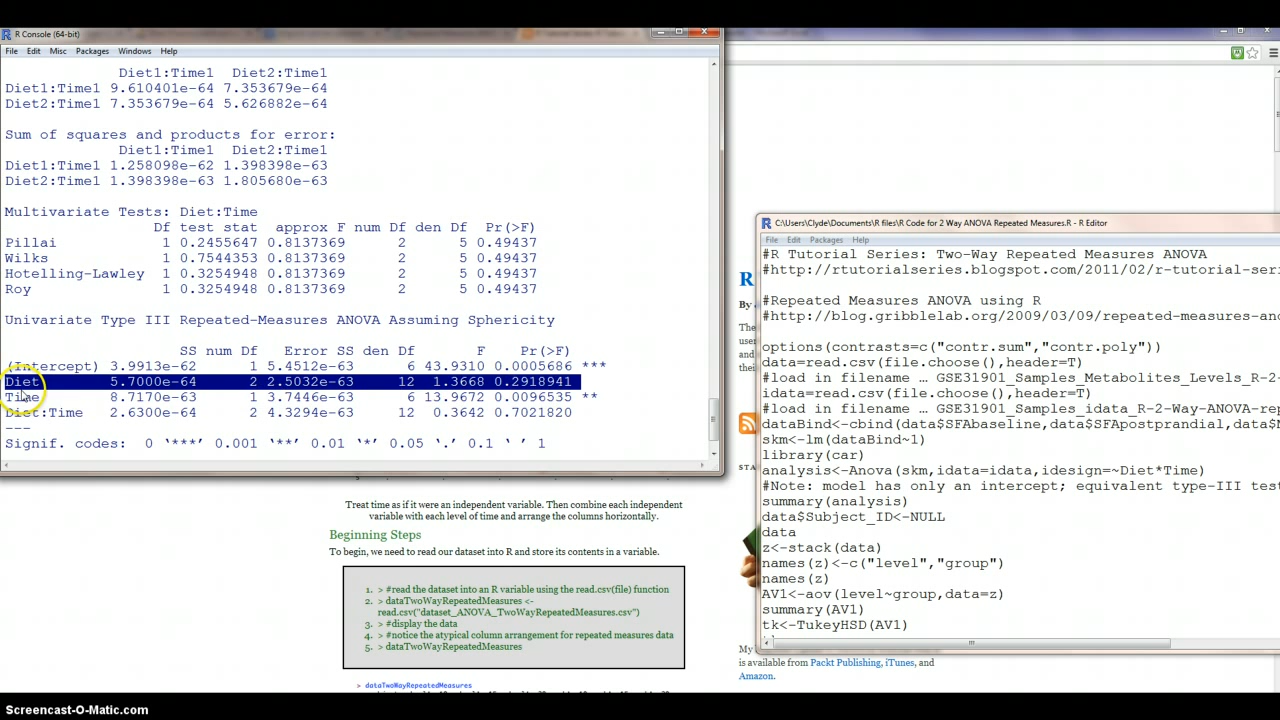 R Console (64-bit)
File Edit Misc Packages Windows Help
Diet1:Time1 Diet2:Time1
Diet1:Time1 9.610401e-64 7.353679e-64
Diet2:Time1 7.353679e-64 5.626882e-64
Sum of squares and products for error:
Diet1:Time1 Diet2:Time1
Diet1:Time1 1.258098e-62 1.398398e-63
Diet2:Time1 1.398398e-63 1.805680e-63
Multivariate Tests: Diet:Time
Df test stat approx F num Df den Df Pr(>F)
Pillai 1 0.2455647 0.8137369 2 5 0.49437
Wilks 1 0.7544353 0.8137369 2 5 0.49437
Hotelling-Lawley 1 0.3254948 0.8137369 2 5 0.49437
Roy 1 0.3254948 0.8137369 2 5 0.49437
Univariate Type III Repeated-Measures ANOVA Assuming Sphericity
SS num Df Error SS den Df F Pr(>F)
(Intercept) 3.9913e-62 1 5.4512e-63 6 43.9310 0.0005686 ***
Diet 5.7000e-64 2 2.5032e-63 12 1.3668 0.2918941
Time 8.7170e-63 1 3.7446e-63 6 13.9672 0.0096535 **
Diet:Time 2.6300e-64 2 4.3294e-63 12 0.3642 0.7021820
---
Signif. codes: 0 ‘***’ 0.001 ‘**’ 0.01 ‘*’ 0.05 ‘.’ 0.1 ‘ ’ 1
C:\Users\Clyde\Documents\R files\R Code for 2 Way ANOVA Repeated Measures.R - R Editor
File Edit Packages Help
#R Tutorial Series: Two-Way Repeated Measures ANOVA
#http://rtutorialseries.blogspot.com/2011/02/r-tutorial-seri
#Repeated Measures ANOVA using R
#http://blog.gribblelab.org/2009/03/09/repeated-measures-ano
options(contrasts=c("contr.sum","contr.poly"))
data=read.csv(file.choose(),header=T)
#load in filename … GSE31901_Samples_Metabolites_Levels_R-2-
idata=read.csv(file.choose(),header=T)
#load in filename … GSE31901_Samples_idata_R-2-Way-ANOVA-rep
dataBind<-cbind(data$SFAbaseline,data$SFApostprandial,data$M
skm<-lm(dataBind~1)
library(car)
analysis<-Anova(skm,idata=idata,idesign=~Diet*Time)
#Note: model has only an intercept; equivalent type-III test
summary(analysis)
data$Subject_ID<-NULL
data
z<-stack(data)
names(z)<-c("level","group")
names(z)
AV1<-aov(level~group,data=z)
summary(AV1)
tk<-TukeyHSD(AV1)
R
By
The
Treat time as if it were an independent variable. Then combine each independent
variable with each level of time and arrange the columns horizontally.
Beginning Steps
To begin, we need to read our dataset into R and store its contents in a variable.
1. > #read the dataset into an R variable using the read.csv(file) function
2. > dataTwoWayRepeatedMeasures <-
read.csv("dataset_ANOVA_TwoWayRepeatedMeasures.csv")
3. > #display the data
4. > #notice the atypical column arrangement for repeated measures data
5. > dataTwoWayRepeatedMeasures
> dataTwoWayRepeatedMeasures
My
is available from Packt Publishing, iTunes, and
Amazon.
Screencast-O-Matic.com